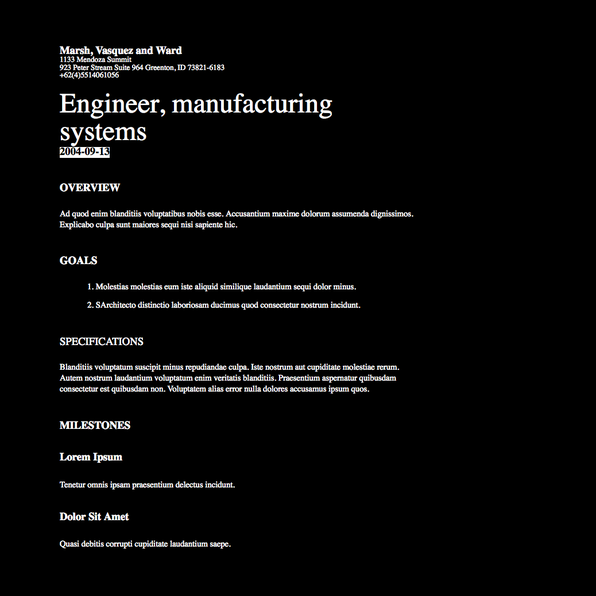 Marsh, Vasquez and Ward
1133 Mendoza Summit
923 Peter Stream Suite 964 Greenton, ID 73821-6183
+62(4)5514061056
Engineer, manufacturing
systems
2004-09-13
OVERVIEW
Ad quod enim blanditiis voluptatibus nobis esse. Accusantium maxime dolorum assumenda dignissimos.
Explicabo culpa sunt maiores sequi nisi sapiente hic.
GOALS
1. Molestias molestias eum iste aliquid similique laudantium sequi dolor minus.
2. SArchitecto distinctio laboriosam ducimus quod consectetur nostrum incidunt.
SPECIFICATIONS
Blanditiis voluptatum suscipit minus repudiandae culpa. Iste nostrum aut cupiditate molestiae rerum.
Autem nostrum laudantium voluptatum enim veritatis blanditiis. Praesentium aspernatur quibusdam
consectetur est quibusdam non. Voluptatem alias error nulla dolores accusamus ipsum quos.
MILESTONES
Lorem Ipsum
Tenetur omnis ipsam praesentium delectus incidunt.
Dolor Sit Amet
Quasi debitis corrupti cupiditate laudantium saepe.